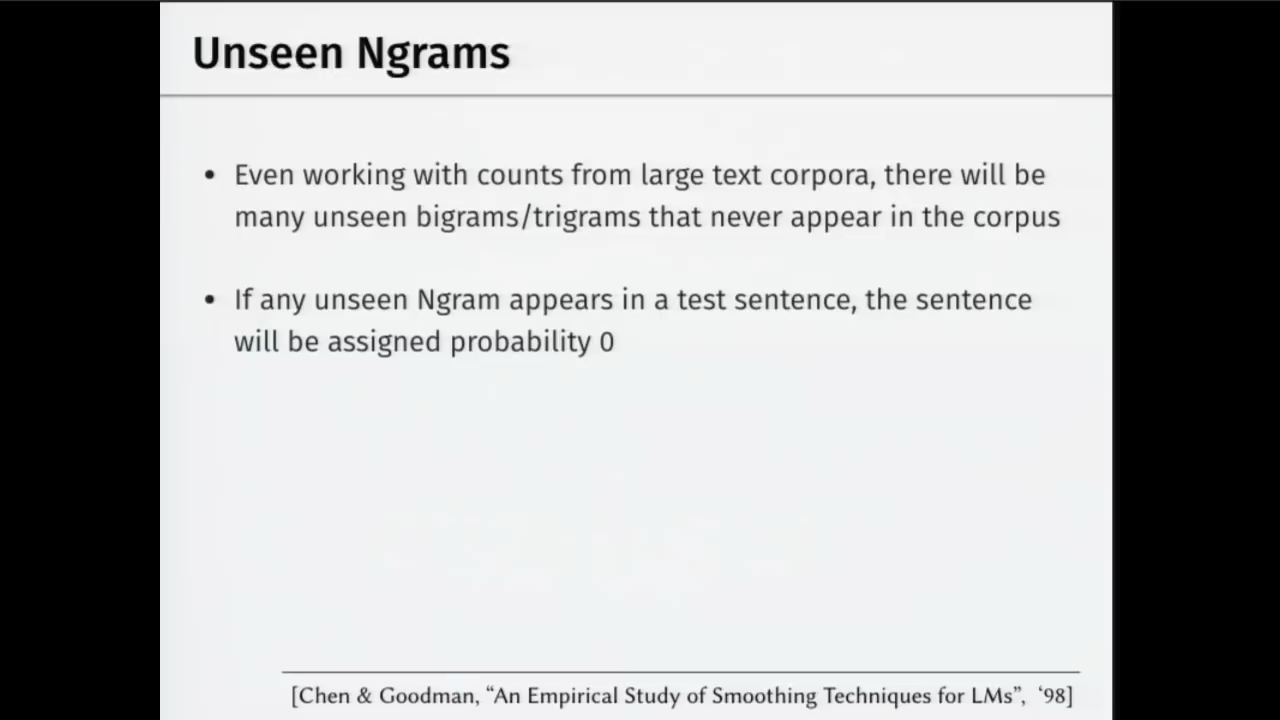 Unseen Ngrams
• Even working with counts from large text corpora, there will be
many unseen bigrams/trigrams that never appear in the corpus
• If any unseen Ngram appears in a test sentence, the sentence
will be assigned probability 0
[Chen & Goodman, “An Empirical Study of Smoothing Techniques for LMs”, ‘98]